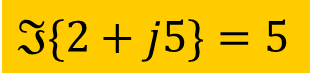 ℑ{2 + j5} = 5